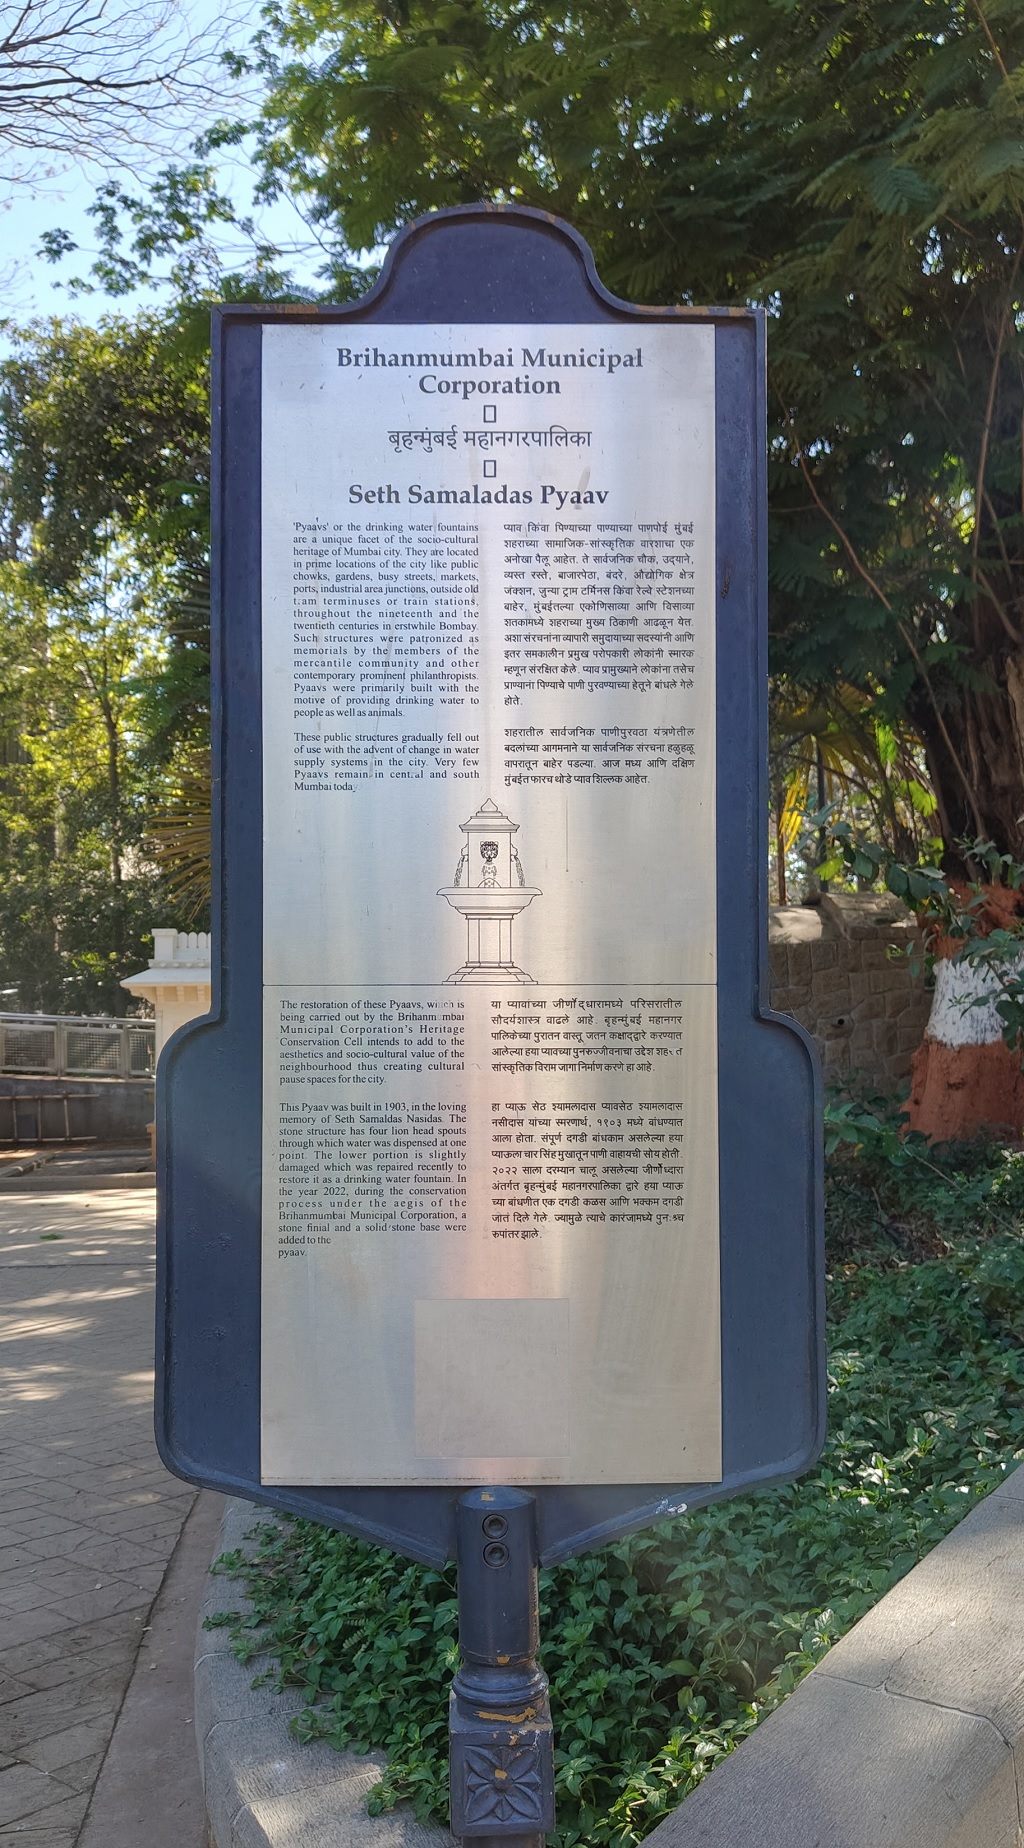 Brihanmumbai Municipal
Corporation
बृहन्मुंबई महानगरपालिका
Seth Samaladas Pyaav
'Pyaavs' or the drinking water fountains
are a unique facet of the socio-cultural
heritage of Mumbai city. They are located
in prime locations of the city like public
chowks, gardens, busy streets, markets,
ports, industrial area junctions, outside old
tram terminuses or train stations,
throughout the nineteenth and the
twentieth centuries in erstwhile Bombay.
Such structures were patronized as
memorials by the members of the
mercantile community and other
contemporary prominent philanthropists.
Pyaavs were primarily built with the
motive of providing drinking water to
people as well as animals.
These public structures gradually fell out
of use with the advent of change in water
supply systems in the city. Very few
Pyaavs remain in central and south
Mumbai today
प्याव किंवा पिण्याच्या पाण्याच्या पाणपोई मुंबई
शहराच्या सामाजिक-सांस्कृतिक वारशाचा एक
अनोखा पैलू आहेत. ते सार्वजनिक चौक, उद्याने,
व्यस्त रस्ते, बाजारपेठा, बंदरे, औद्योगिक क्षेत्र
जंक्शन, जुन्या ट्राम टर्मिनस किंवा रेल्वे स्टेशनच्या
बाहेर, मुंबईतल्या एकोणिसाव्या आणि विसाव्या
शतकामध्ये शहराच्या मुख्य ठिकाणी आढळून येत.
अशा संरचनांना व्यापारी समुदायाच्या सदस्यांनी आणि
इतर समकालीन प्रमुख परोपकारी लोकांनी स्मारक
म्हणून संरक्षित केले. प्याव प्रामुख्याने लोकांना तसेच
प्राण्यांना पिण्याचे पाणी पुरवण्याच्या हेतूने बांधले गेले
होते.
शहरातील सार्वजनिक पाणीपुरवठा यंत्रणेतील
बदलांच्या आगमनाने या सार्वजनिक संरचना हळुहळू
वापरातून बाहेर पडल्या. आज मध्य आणि दक्षिण
मुंबईत फारच थोडे प्याव शिल्लक आहेत.
The restoration of these Pyaavs, which is
being carried out by the Brihanmumbai
Municipal Corporation's Heritage
Conservation Cell intends to add to the
aesthetics and socio-cultural value of the
neighbourhood thus creating cultural
pause spaces for the city.
This Pyaav was built in 1903, in the loving
memory of Seth Samaldas Nasidas. The
stone structure has four lion head spouts
through which water was dispensed at one
point. The lower portion is slightly
damaged which was repaired recently to
restore it as a drinking water fountain. In
the year 2022, during the conservation
process under the aegis of the
Brihanmumbai Municipal Corporation, a
stone finial and a solid stone base were
added to the
pyaav.
या प्यावांच्या जीर्णोद्धारामध्ये परिसरातील
सौदर्यशास्त्र वाढले आहे. बृहन्मुंबई महानगर
पालिकेच्या पुरातन वास्तू जतन कक्षाद्वारे करण्यात
आलेल्या हया प्यावच्या पुनरुज्जीवनाचा उद्देश
सांस्कृतिक विराम जागा निर्माण करणे हा आहे.
हा प्याऊ सेठ श्यामलादास प्यावसेठ श्यामलादास
नसीदास यांच्या स्मरणार्थ, १९०३ मध्ये बांधण्यात
आला होता. संपूर्ण दगडी बांधकाम असलेल्या हया
प्याऊला चार सिंह मुखातून पाणी वाहायची सोय होती.
२०२२ साला दरम्यान चालू असलेल्या जीर्णोध्दारा
अंतर्गत बृहन्मुंबई महानगरपालिका द्वारे हया प्याऊ
च्या बांधणीत एक दगडी कळस आणि भक्कम दगडी
जातं दिले गेले. ज्यामुळे त्याचे कारंजामध्ये
रुपांतर झाले.